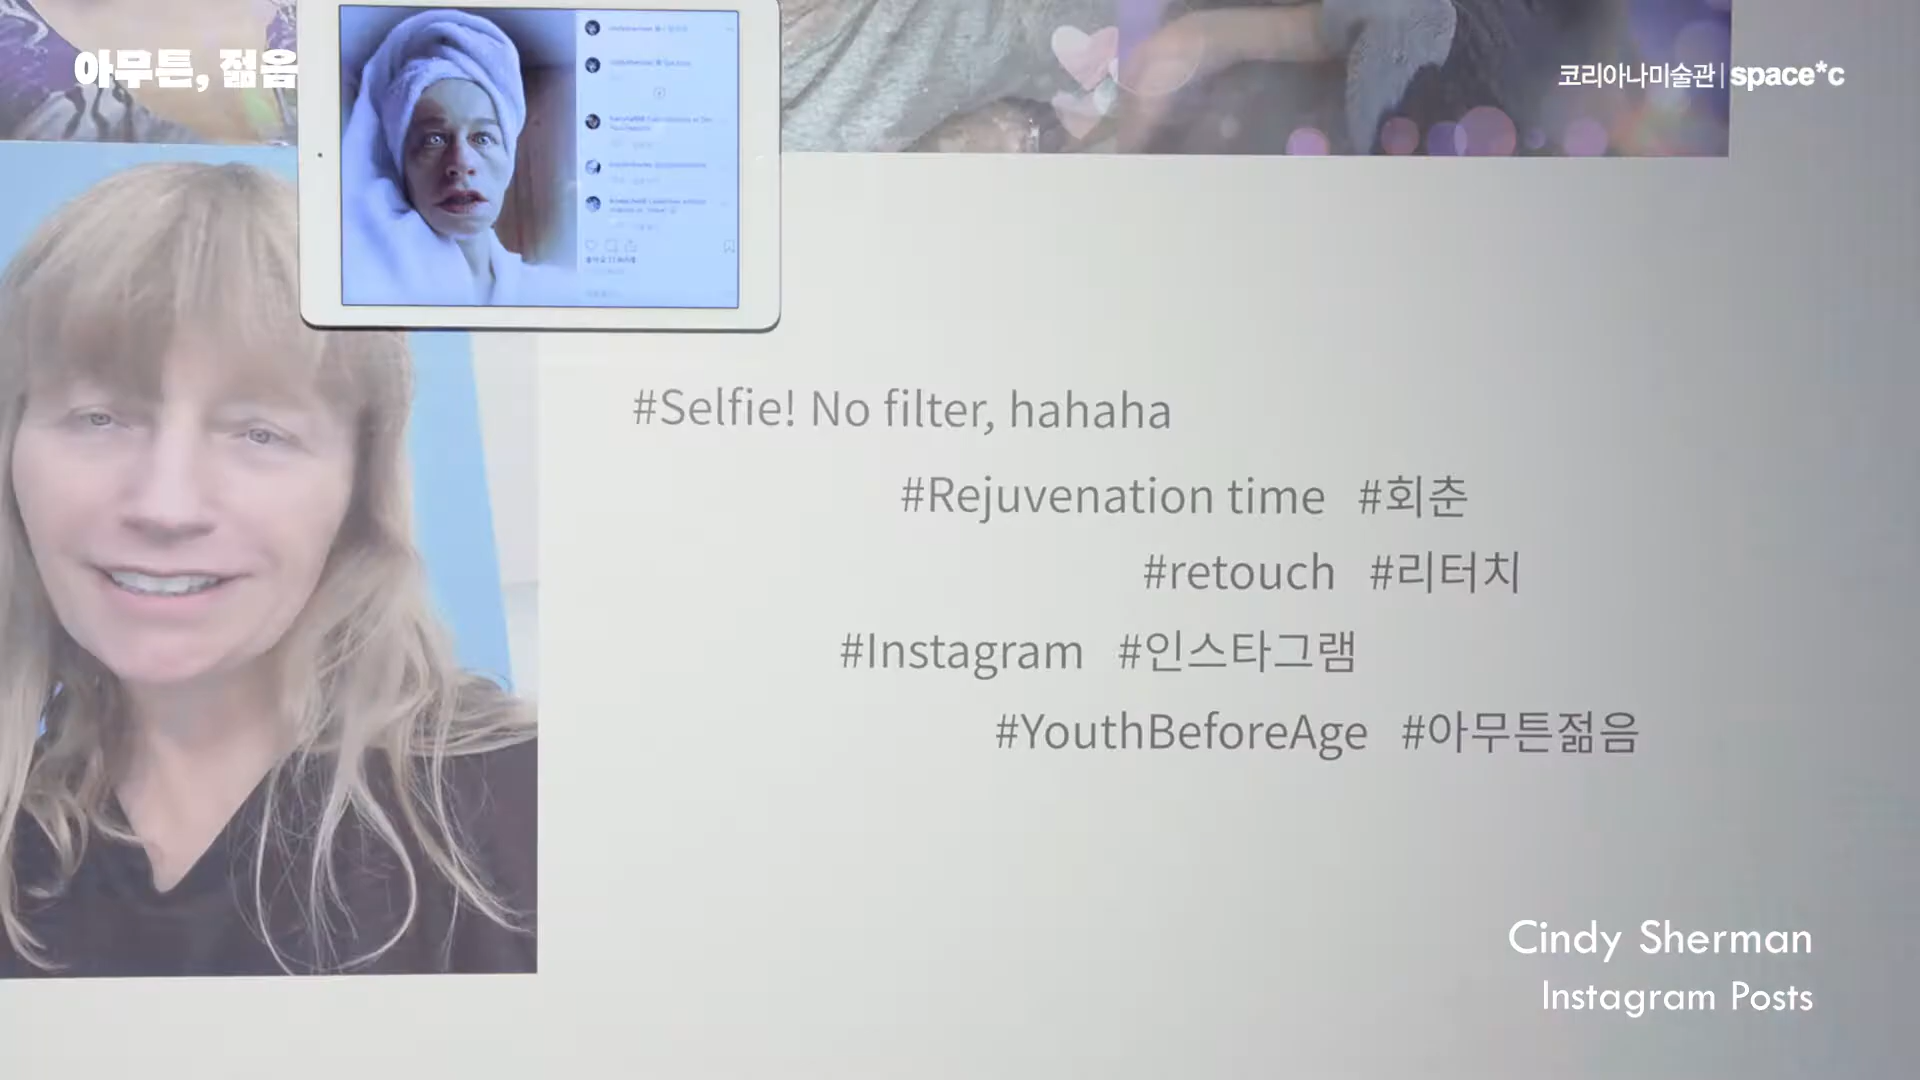 아무튼, 젊음
코리아나미술관 | space*c
#Selfie! No filter, hahaha
#Rejuvenation time #회춘
#retouch #리터치
#Instagram #인스타그램
#YouthBeforeAge #아무튼젊음
Cindy Sherman
Instagram Posts